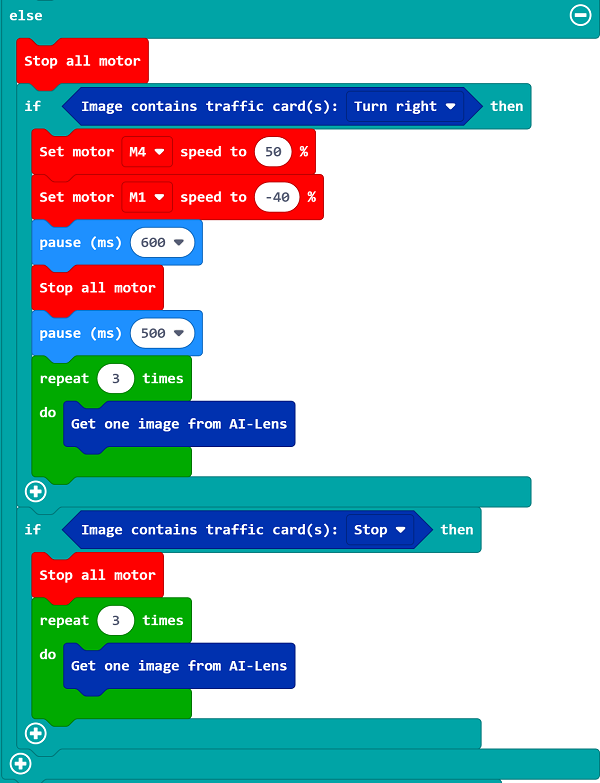 else
Stop all motor
if Image contains traffic card(s): Turn right then
Set motor M4 speed to 50 %
Set motor M1 speed to -40 %
pause (ms) 600
Stop all motor
pause (ms) 500
repeat 3 times
do Get one image from AI-Lens
if Image contains traffic card(s): Stop then
Stop all motor
repeat 3 times
do Get one image from AI-Lens